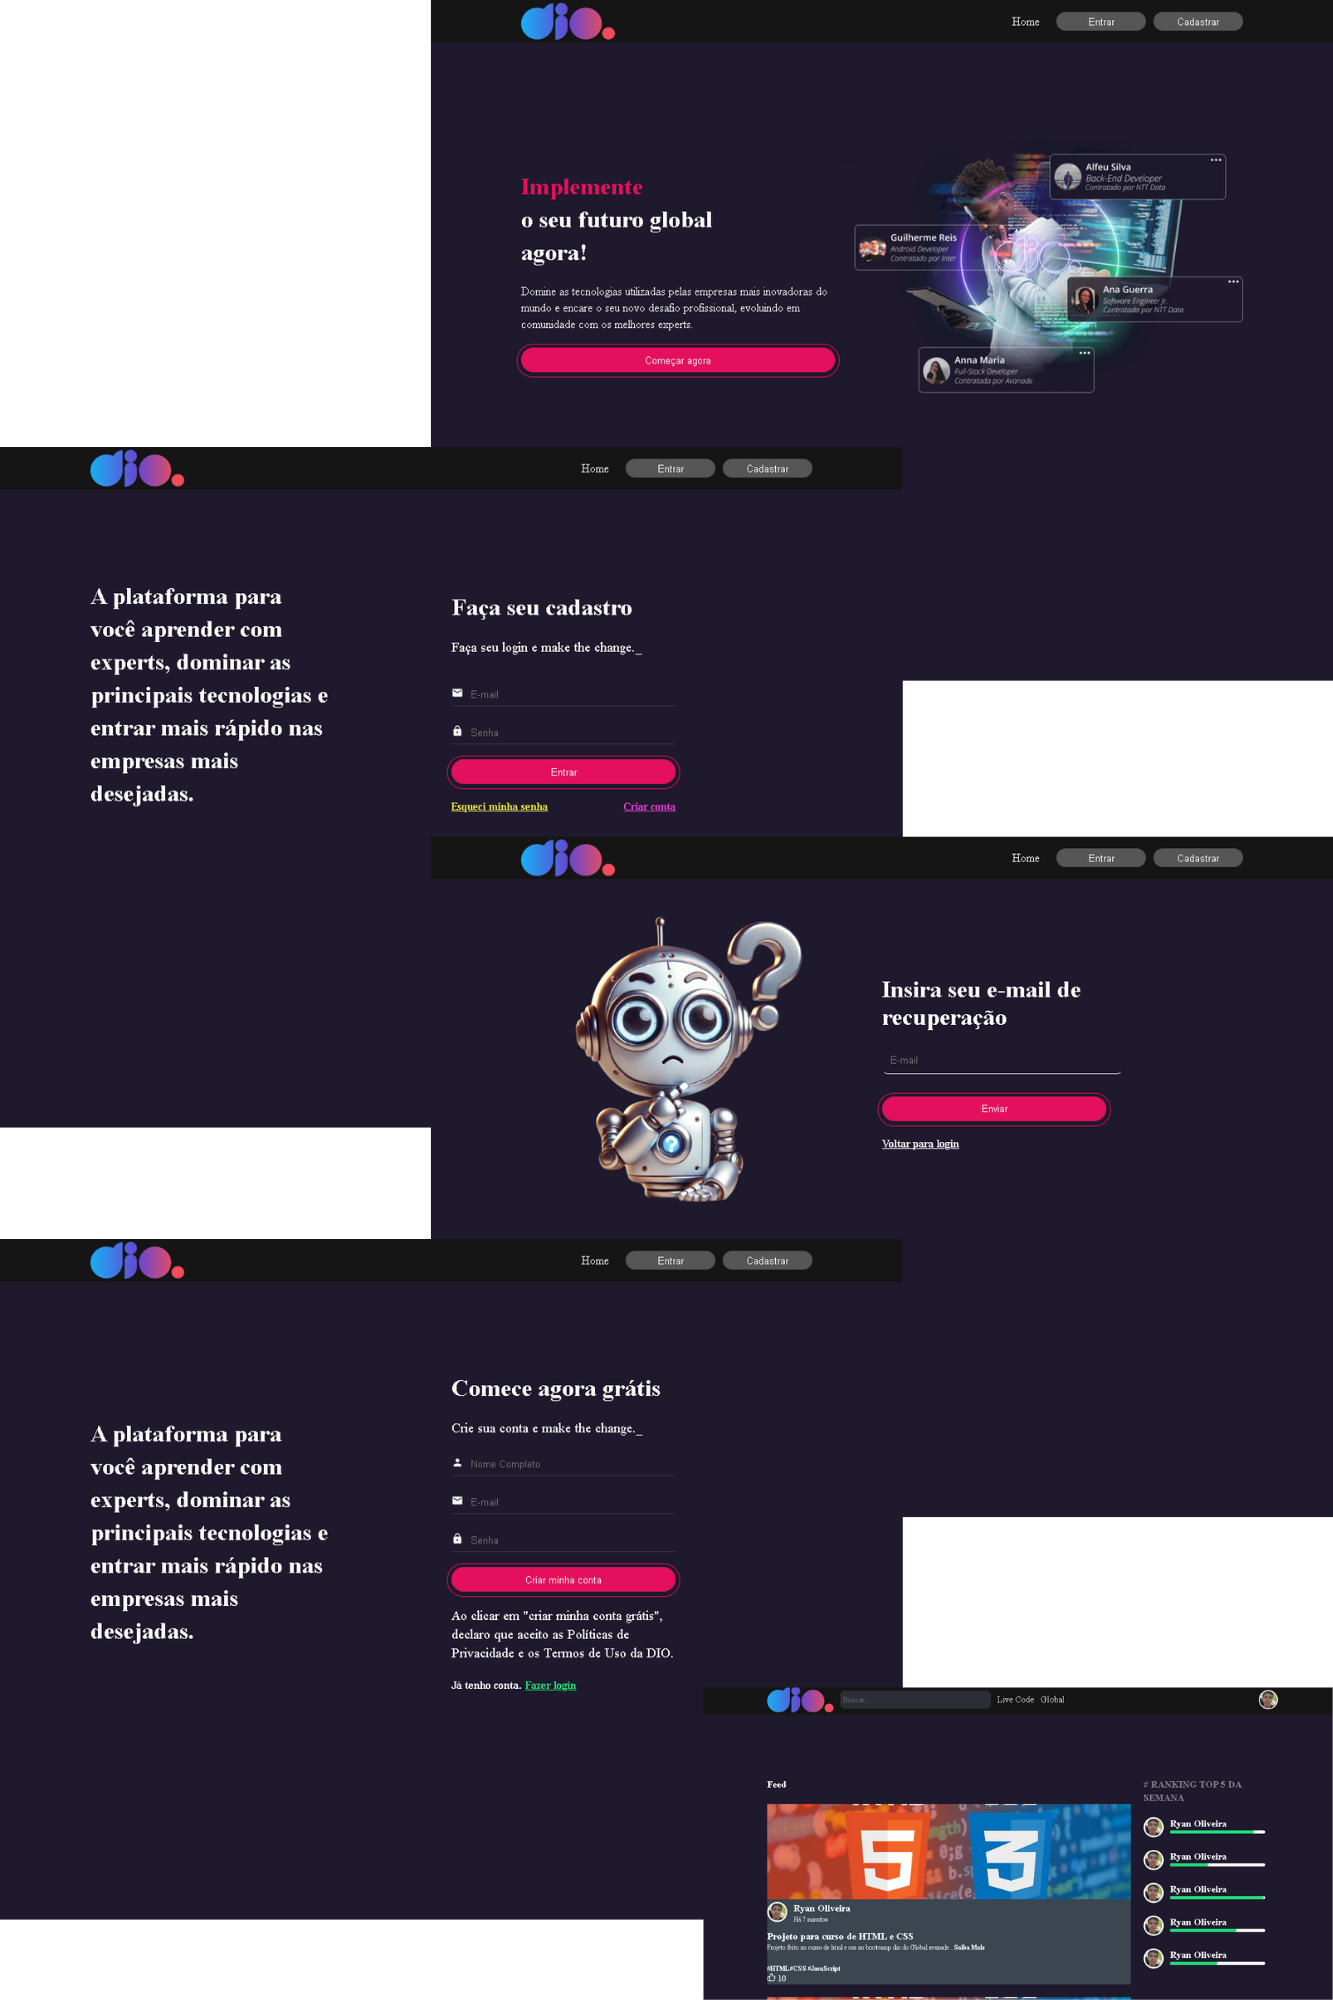 dio.
Home
Entrar
Cadastrar
Implemente
o seu futuro global
agora!
Domine as tecnologias utilizadas pelas empresas mais inovadoras do
mundo e encare o seu novo desafio profissional, evoluindo em
comunidade com os melhores experts.
Começar agora
Alfeu Silva
Back-End Developer
Contratado por NTT Data
Guilherme Reis
Android Developer
Contratado por Inter
Ana Guerra
Software Engineer Jr.
Contratada por NTT Data
Anna Maria
Full-Stack Developer
Contratada por Avanade
dio.
Home
Entrar
Cadastrar
A plataforma para
você aprender com
experts, dominar as
principais tecnologias e
entrar mais rápido nas
empresas mais
desejadas.
Faça seu cadastro
Faça seu login e make the change._
E-mail
Senha
Entrar
Esqueci minha senha
Criar conta
dio.
Home
Entrar
Cadastrar
?
Insira seu e-mail de
recuperação
E-mail
Enviar
Voltar para login
dio.
Home
Entrar
Cadastrar
A plataforma para
você aprender com
experts, dominar as
principais tecnologias e
entrar mais rápido nas
empresas mais
desejadas.
Comece agora grátis
Crie sua conta e make the change._
Nome Completo
E-mail
Senha
Criar minha conta
Ao clicar em "criar minha conta grátis",
declaro que aceito as Políticas de
Privacidade e os Termos de Uso da DIO.
Já tenho conta. Fazer login
dio.
Buscar...
Live Code
Global
Feed
5 3
Ryan Oliveira
Há 7 minutos
Projeto para curso de HTML e CSS
Projeto feito no curso de html e css no bootcamp dio do Global avanade...Saiba Mais
#HTML #CSS #JavaScript
10
# RANKING TOP 5 DA
SEMANA
Ryan Oliveira
Ryan Oliveira
Ryan Oliveira
Ryan Oliveira
Ryan Oliveira